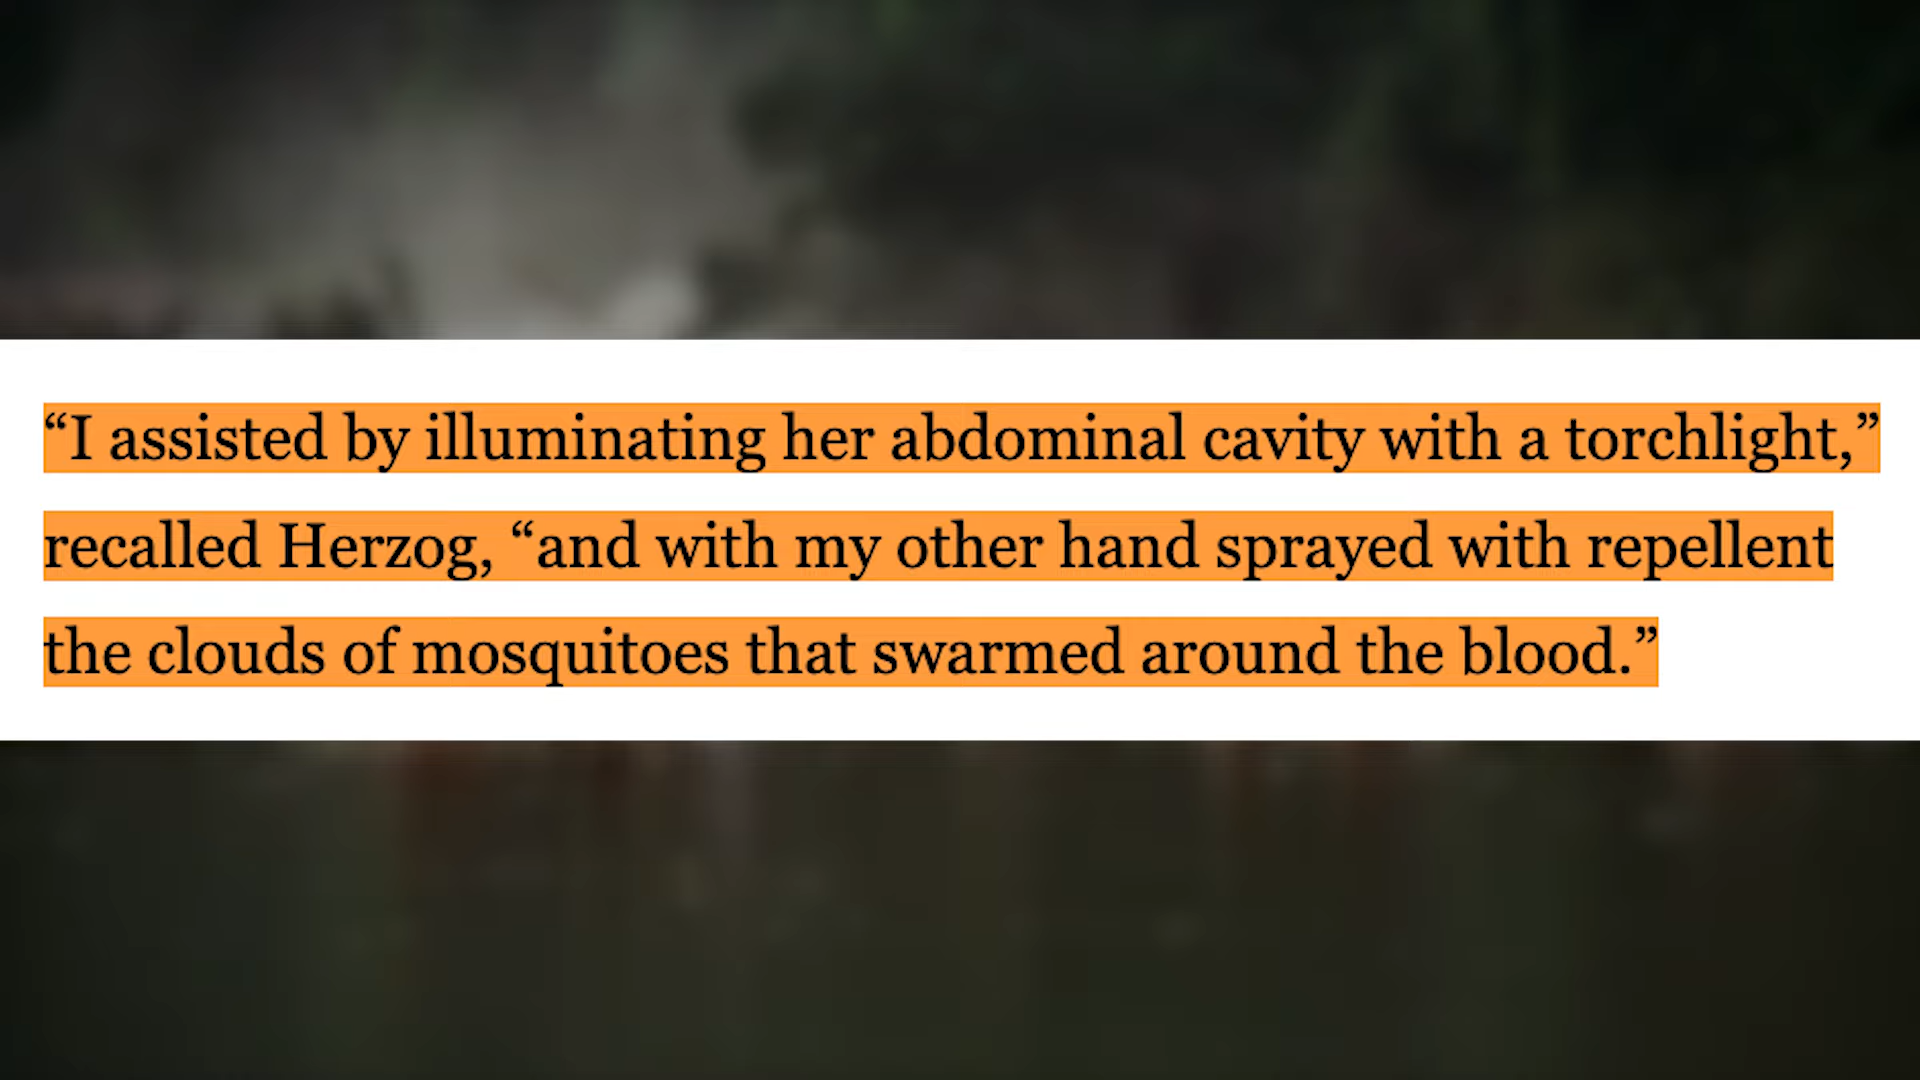 “I assisted by illuminating her abdominal cavity with a torchlight,”
recalled Herzog, “and with my other hand sprayed with repellent
the clouds of mosquitoes that swarmed around the blood.”